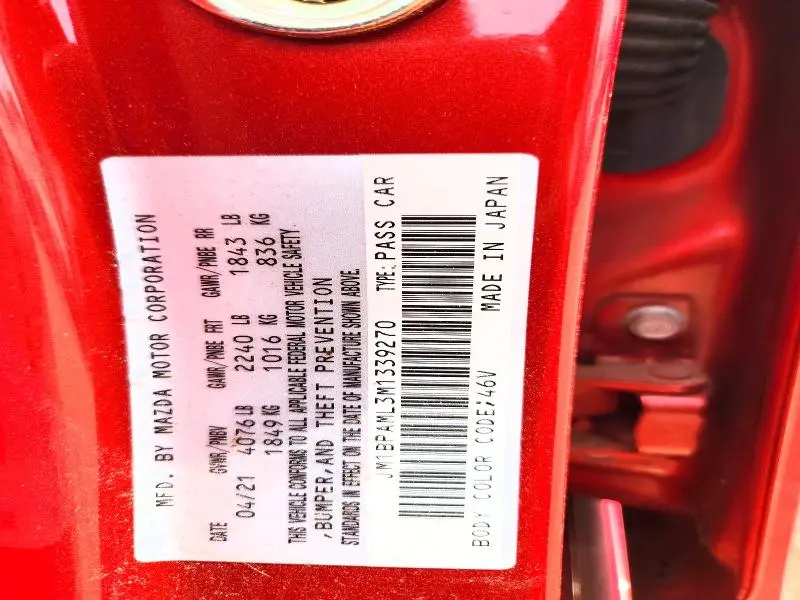 MFD. BY MAZDA MOTOR CORPORATION
DATE GVWR/PNBV GAWR/PNBE FRT GAWR/PNBE RR
04/21 4076 LB 2240 LB 1843 LB
1849 KG 1016 KG 836 KG
THIS VEHICLE CONFORMS TO ALL APPLICABLE FEDERAL MOTOR VEHICLE SAFETY
, BUMPER, AND THEFT PREVENTION
STANDARDS IN EFFECT ON THE DATE OF MANUFACTURE SHOWN ABOVE.
JM1BPAML3M1339270 TYPE: PASS CAR
BODY COLOR CODE: 46V MADE IN JAPAN